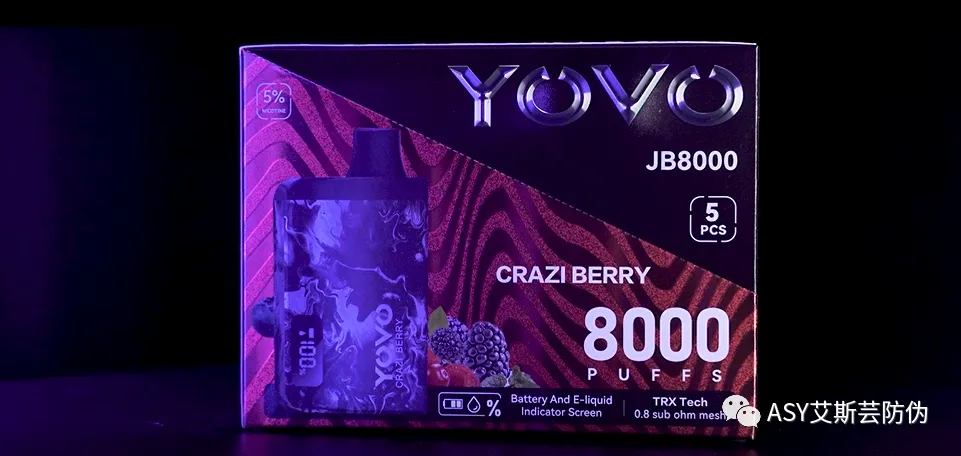 YOVO
5%
NICOTINE
JB8000
5
PCS
CRAZI BERRY
8000
PUFFS
100
YOVO
CRAZI BERRY
%
Battery And E-liquid
Indicator Screen
TRX Tech
0.8 sub ohm mesh
ASY艾斯芸防伪